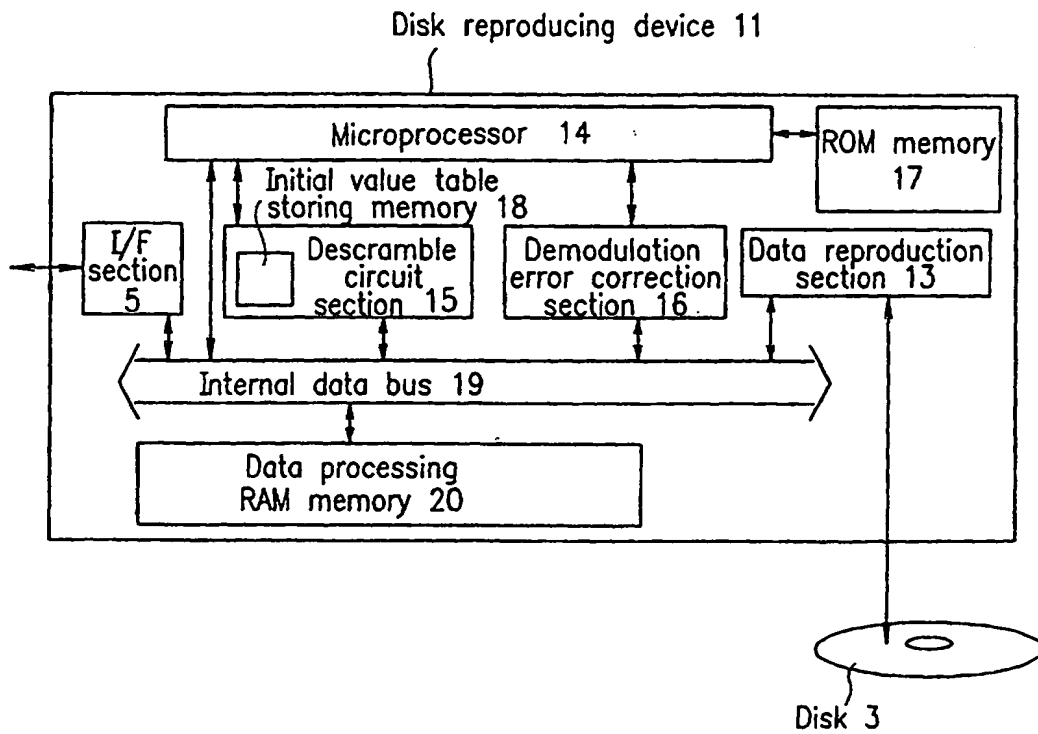 Disk reproducing device 11
Microprocessor 14
ROM memory
17
Initial value table
storing memory 18
I/F
section
5
Descramble
circuit
section 15
Demodulation
error correction
section 16
Data reproduction
section 13
Internal data bus 19
Data processing
RAM memory 20
Disk 3